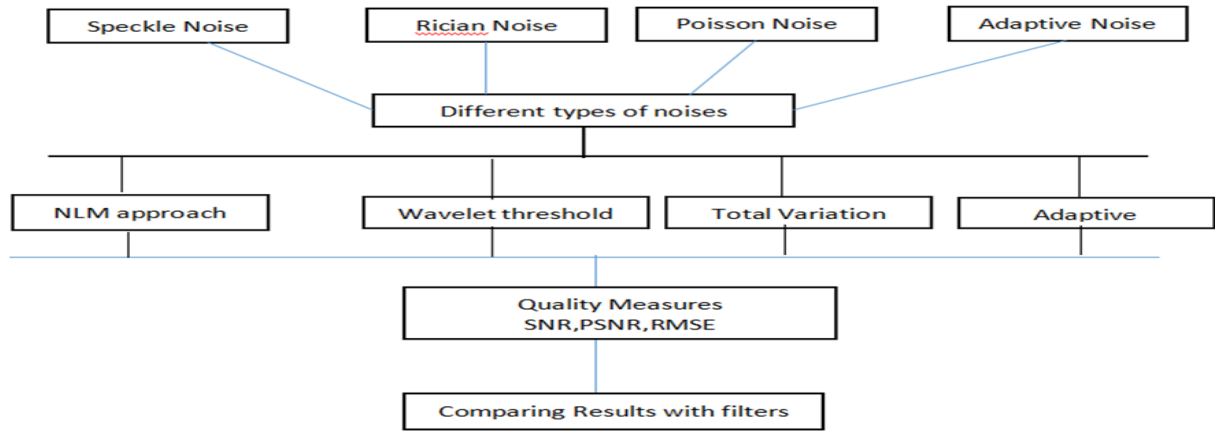 Speckle Noise
Rician Noise
Poisson Noise
Adaptive Noise
Different types of noises
NLM approach
Wavelet threshold
Total Variation
Adaptive
Quality Measures
SNR,PSNR,RMSE
Comparing Results with filters